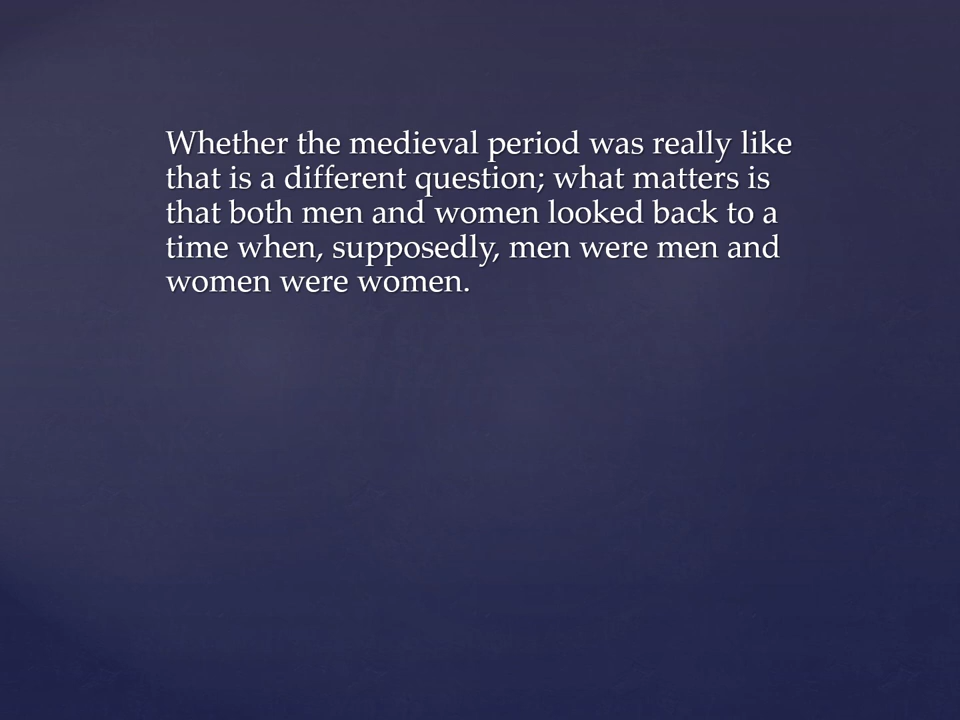 Whether the medieval period was really like
that is a different question; what matters is
that both men and women looked back to a
time when, supposedly, men were men and
women were women.